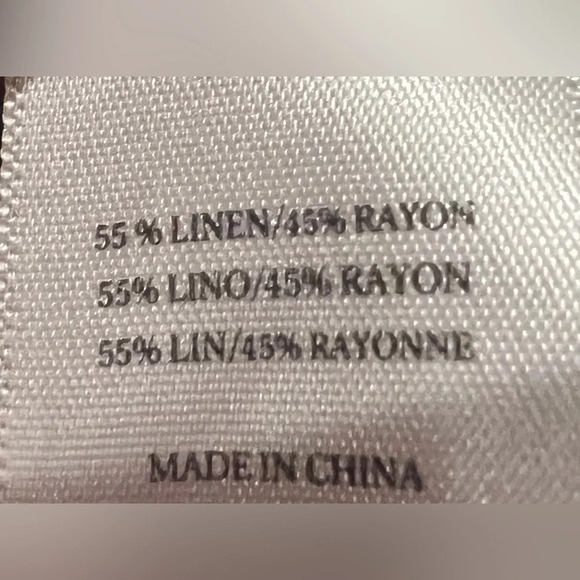 55 % LINEN/45% RAYON
55% LINO/45% RAYON
55% LIN/45% RAYONNE
MADE IN CHINA